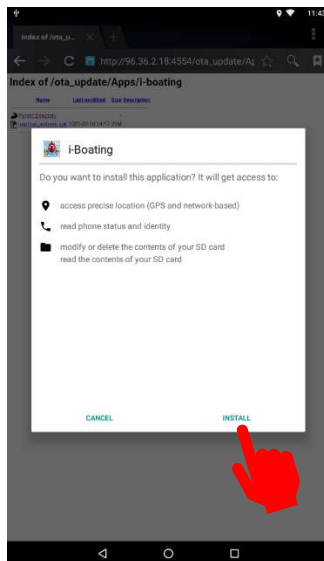 11:43
Index of /ota_u...
http://96.36.2.18:4554/ota_update/Ap
Index of /ota_update/Apps/i-boating
Name Last modified Size Description
Parent Directory
i-Boating
Do you want to install this application? It will get access to:
access precise location (GPS and network-based)
read phone status and identity
modify or delete the contents of your SD card
read the contents of your SD card
CANCEL INSTALL